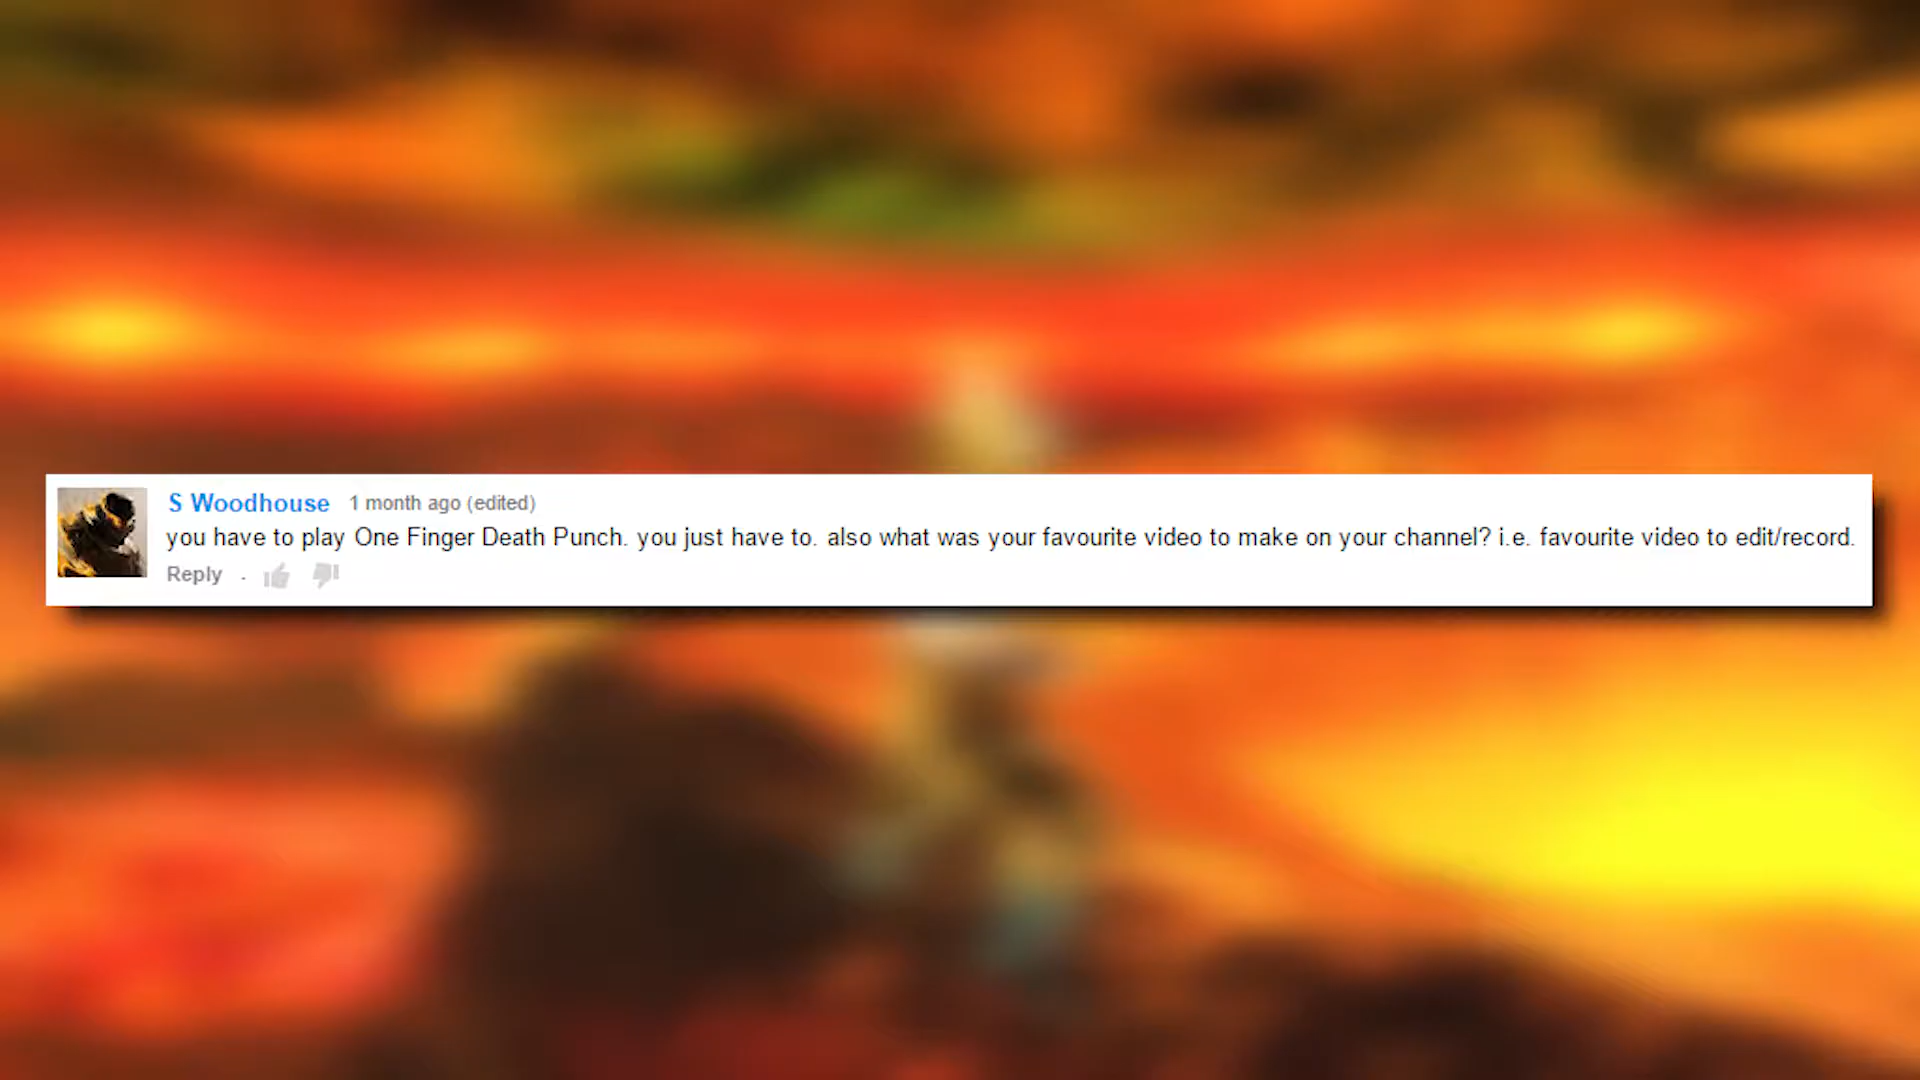 S Woodhouse 1 month ago (edited)
you have to play One Finger Death Punch. you just have to. also what was your favourite video to make on your channel? i.e. favourite video to edit/record.
Reply .